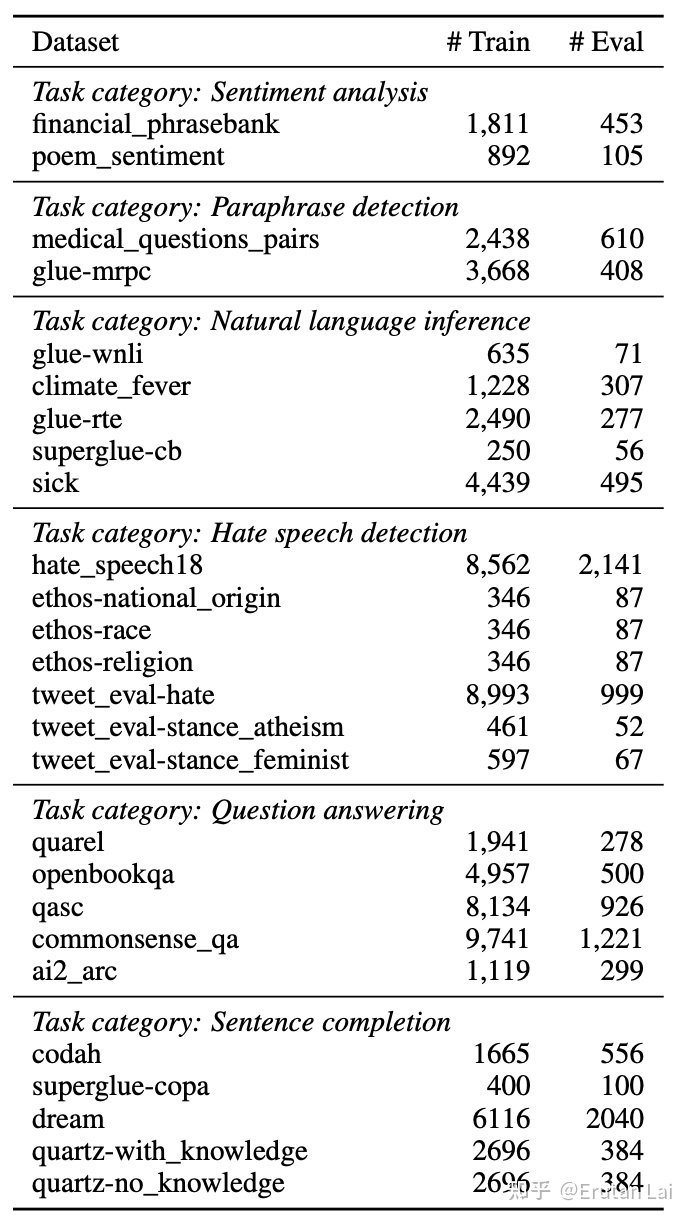 Dataset # Train # Eval
Task category: Sentiment analysis
financial_phrasebank 1,811 453
poem_sentiment 892 105
Task category: Paraphrase detection
medical_questions_pairs 2,438 610
glue-mrpc 3,668 408
Task category: Natural language inference
glue-wnli 635 71
climate_fever 1,228 307
glue-rte 2,490 277
superglue-cb 250 56
sick 4,439 495
Task category: Hate speech detection
hate_speech18 8,562 2,141
ethos-national_origin 346 87
ethos-race 346 87
ethos-religion 346 87
tweet_eval-hate 8,993 999
tweet_eval-stance_atheism 461 52
tweet_eval-stance_feminist 597 67
Task category: Question answering
quarel 1,941 278
openbookqa 4,957 500
qasc 8,134 926
commonsense_qa 9,741 1,221
ai2_arc 1,119 299
Task category: Sentence completion
codah 1665 556
superglue-copa 400 100
dream 6116 2040
quartz-with_knowledge 2696 384
quartz-no_knowledge 2696 384
知乎 @Erutan Lai